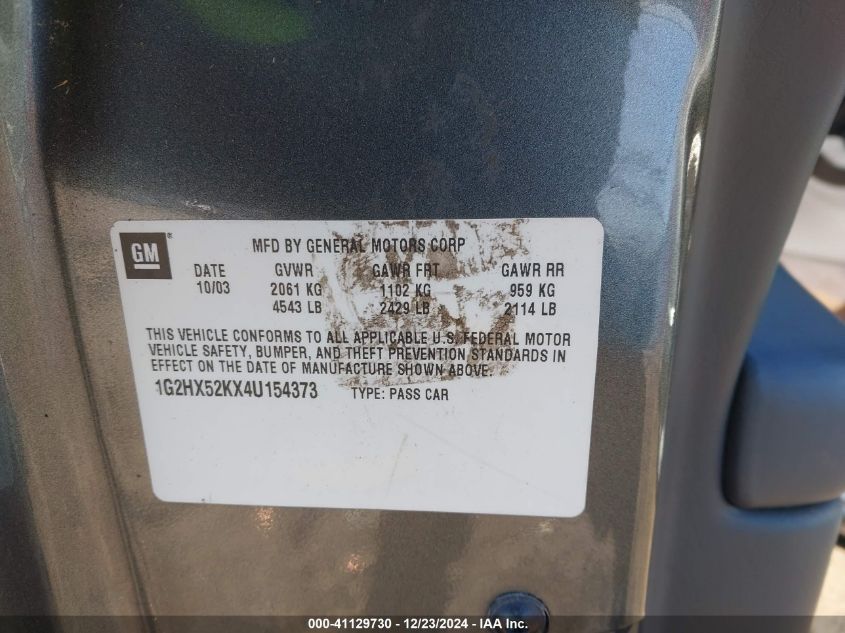 GM®
MFD BY GENERAL MOTORS CORP
DATE GVWR GAWR FRT GAWR RR
10/03 2061 KG 1102 KG 959 KG
4543 LB 2429 LB 2114 LB
THIS VEHICLE CONFORMS TO ALL APPLICABLE U.S. FEDERAL MOTOR
VEHICLE SAFETY, BUMPER, AND THEFT PREVENTION STANDARDS IN
EFFECT ON THE DATE OF MANUFACTURE SHOWN ABOVE.
1G2HX52KX4U154373 TYPE: PASS CAR
000-41129730 - 12/23/2024 - IAA Inc.